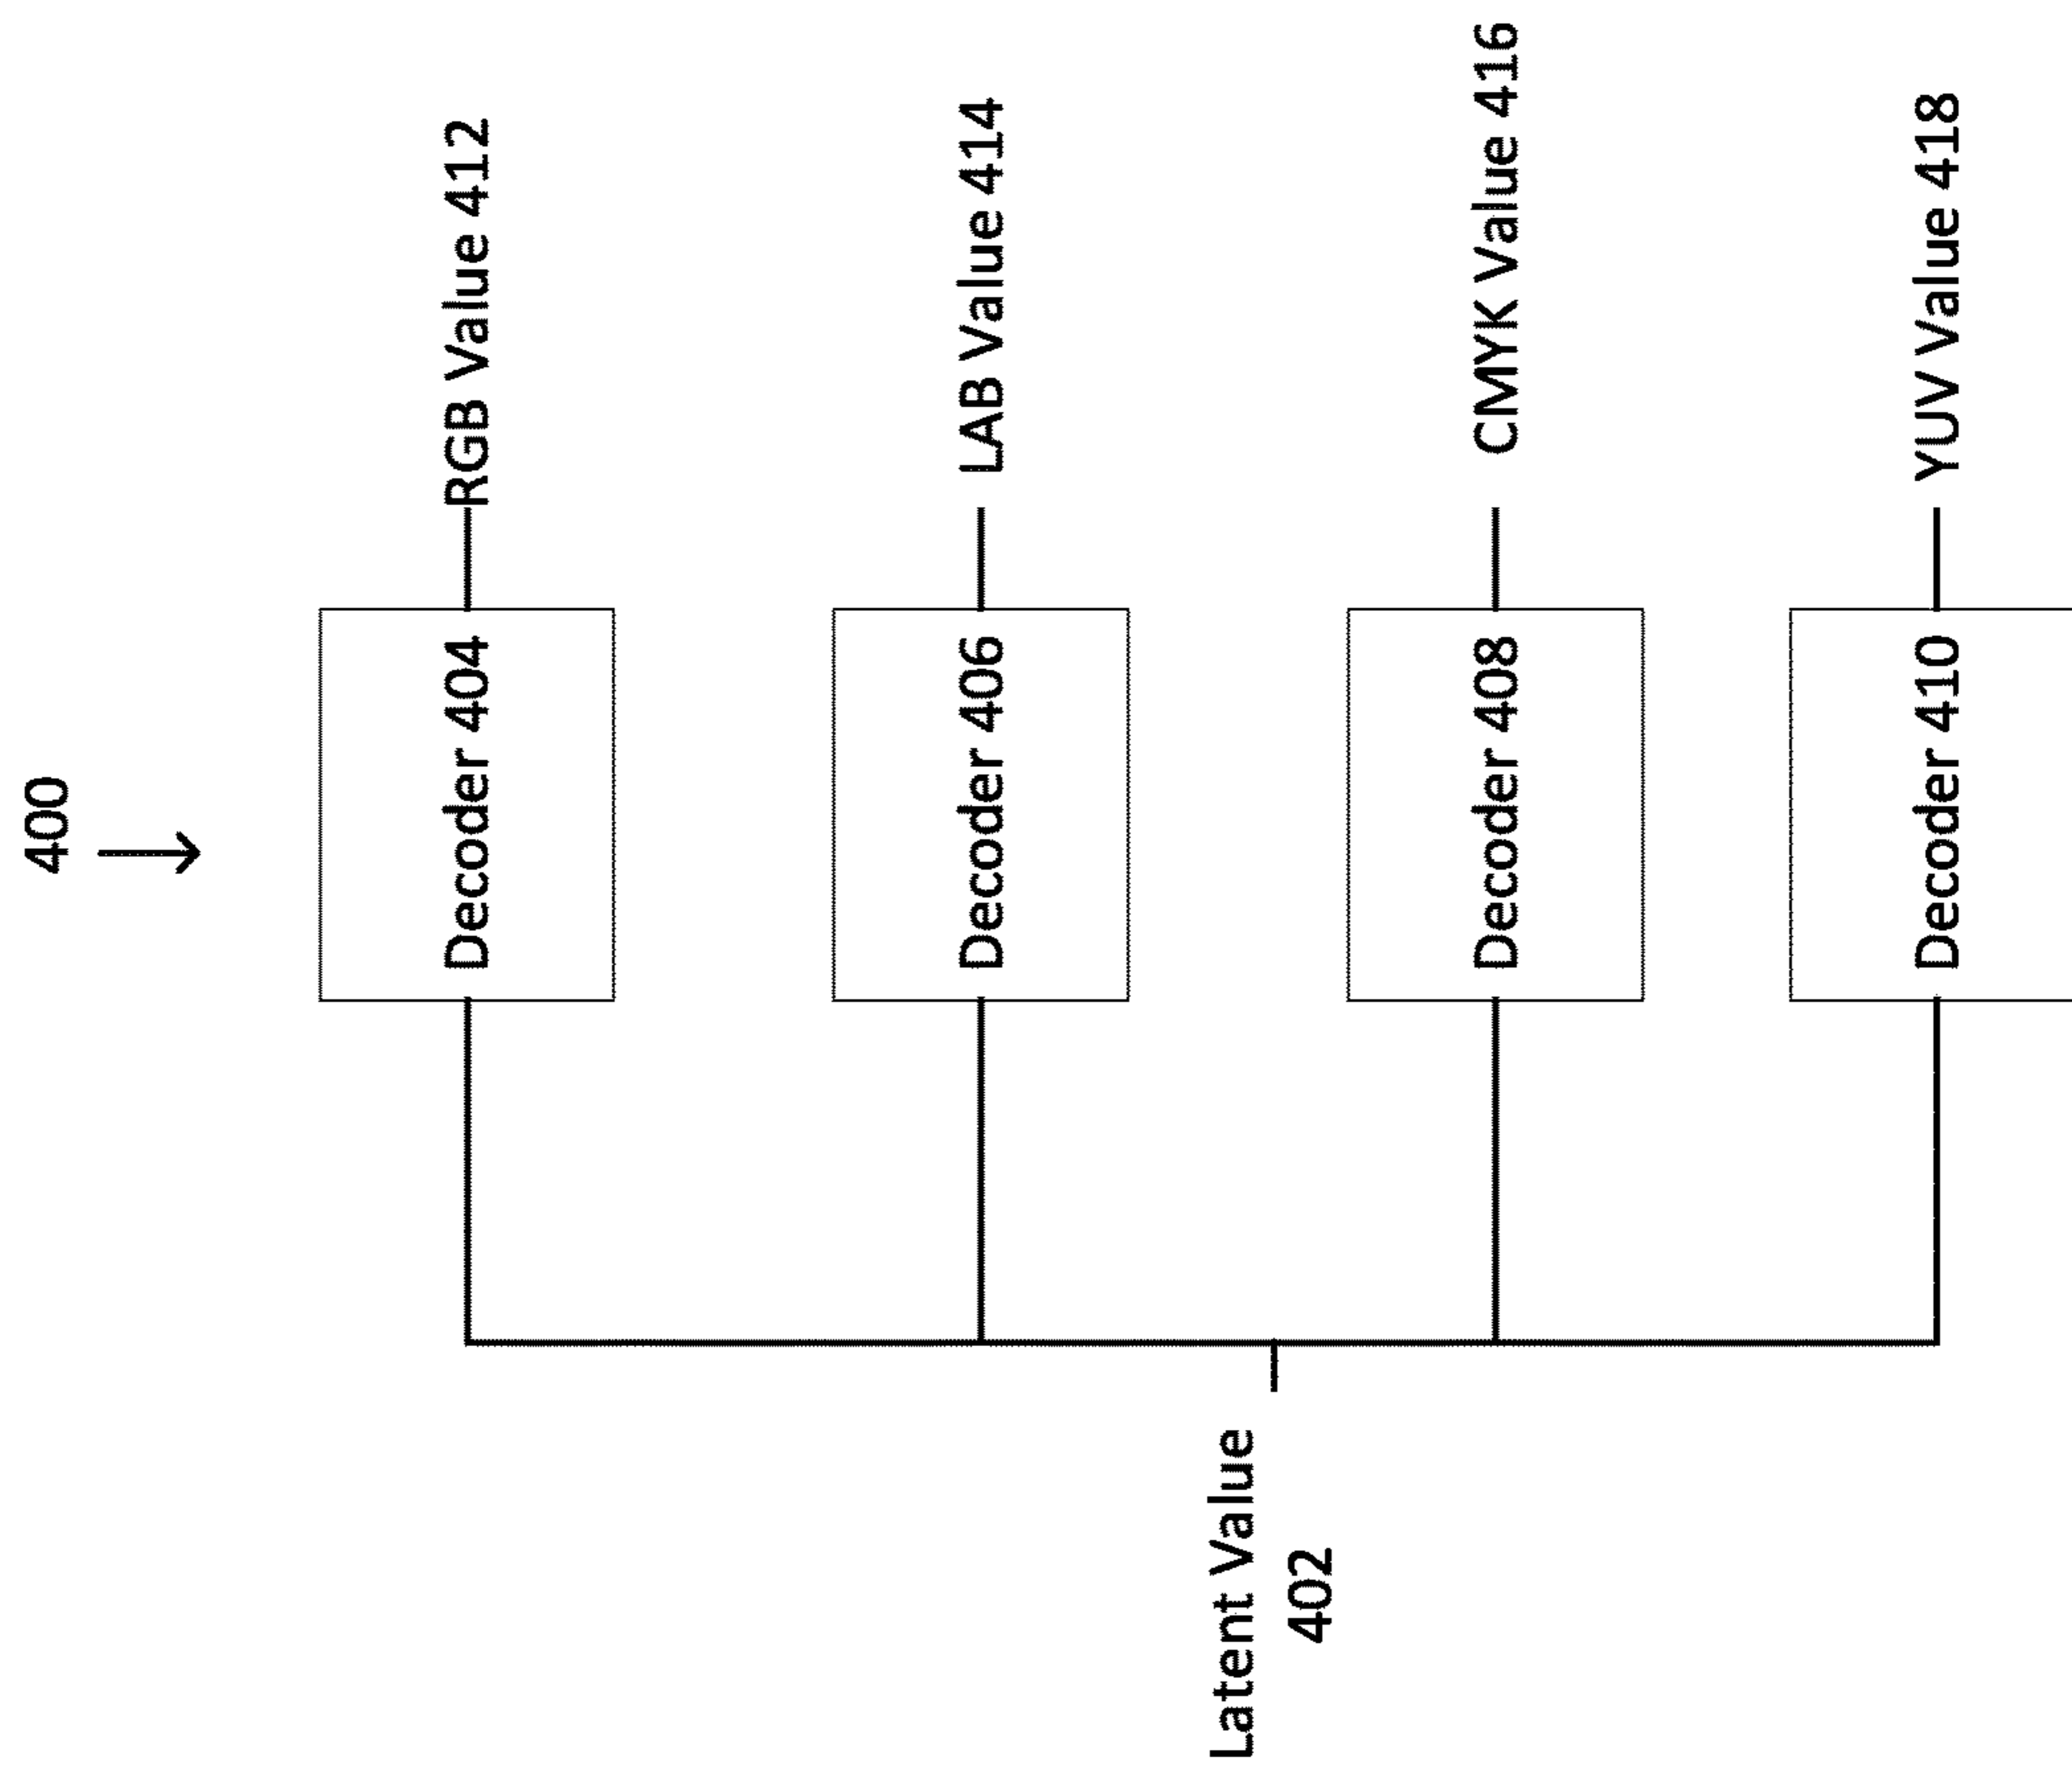 400
Decoder 404
RGB Value 412
Decoder 406
LAB Value 414
Latent Value
402
Decoder 408
CMYK Value 416
Decoder 410
YUV Value 418